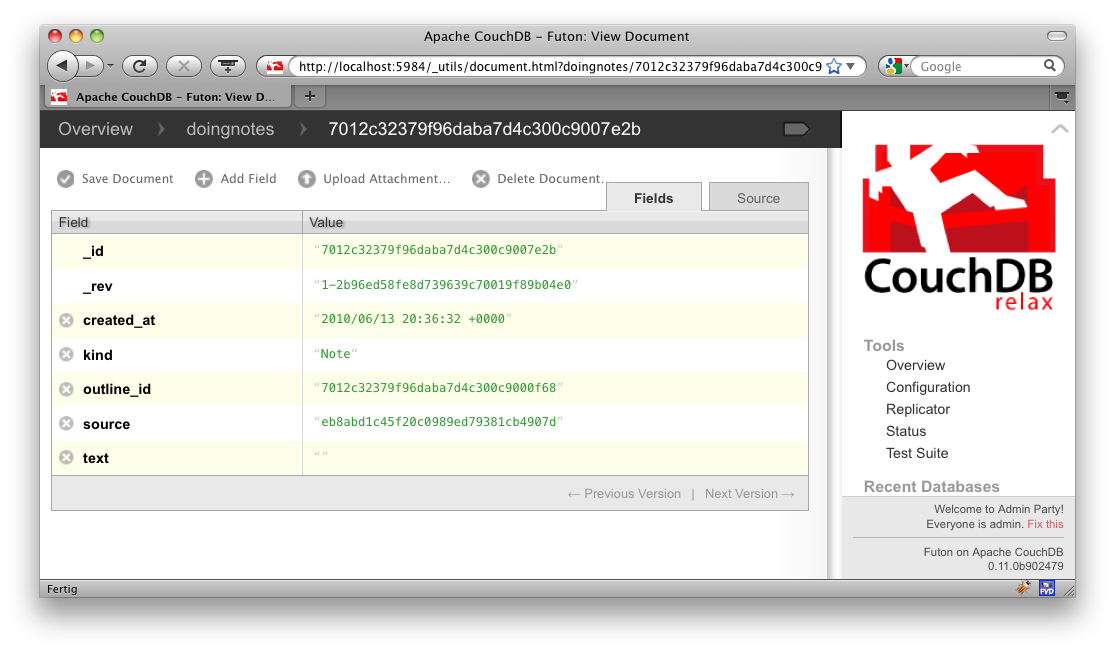 Apache CouchDB – Futon: View Document
http://localhost:5984/_utils/document.html?doingnotes/7012c32379f96daba7d4c300c9
Google
Apache CouchDB – Futon: View D...
Overview
doingnotes
7012c32379f96daba7d4c300c9007e2b
Save Document
Add Field
Upload Attachment...
Delete Document.
Fields
Source
Field Value
_id "7012c32379f96daba7d4c300c9007e2b"
_rev "1-2b96ed58fe8d739639c70019f89b04e0"
created_at "2010/06/13 20:36:32 +0000"
kind "Note"
outline_id "7012c32379f96daba7d4c300c9000f68"
source "eb8abd1c45f20c0989ed79381cb4907d"
text ""
← Previous Version | Next Version →
CouchDB
relax
Tools
Overview
Configuration
Replicator
Status
Test Suite
Recent Databases
Welcome to Admin Party!
Everyone is admin. Fix this
Futon on Apache CouchDB
0.11.0b902479
Fertig
FVD